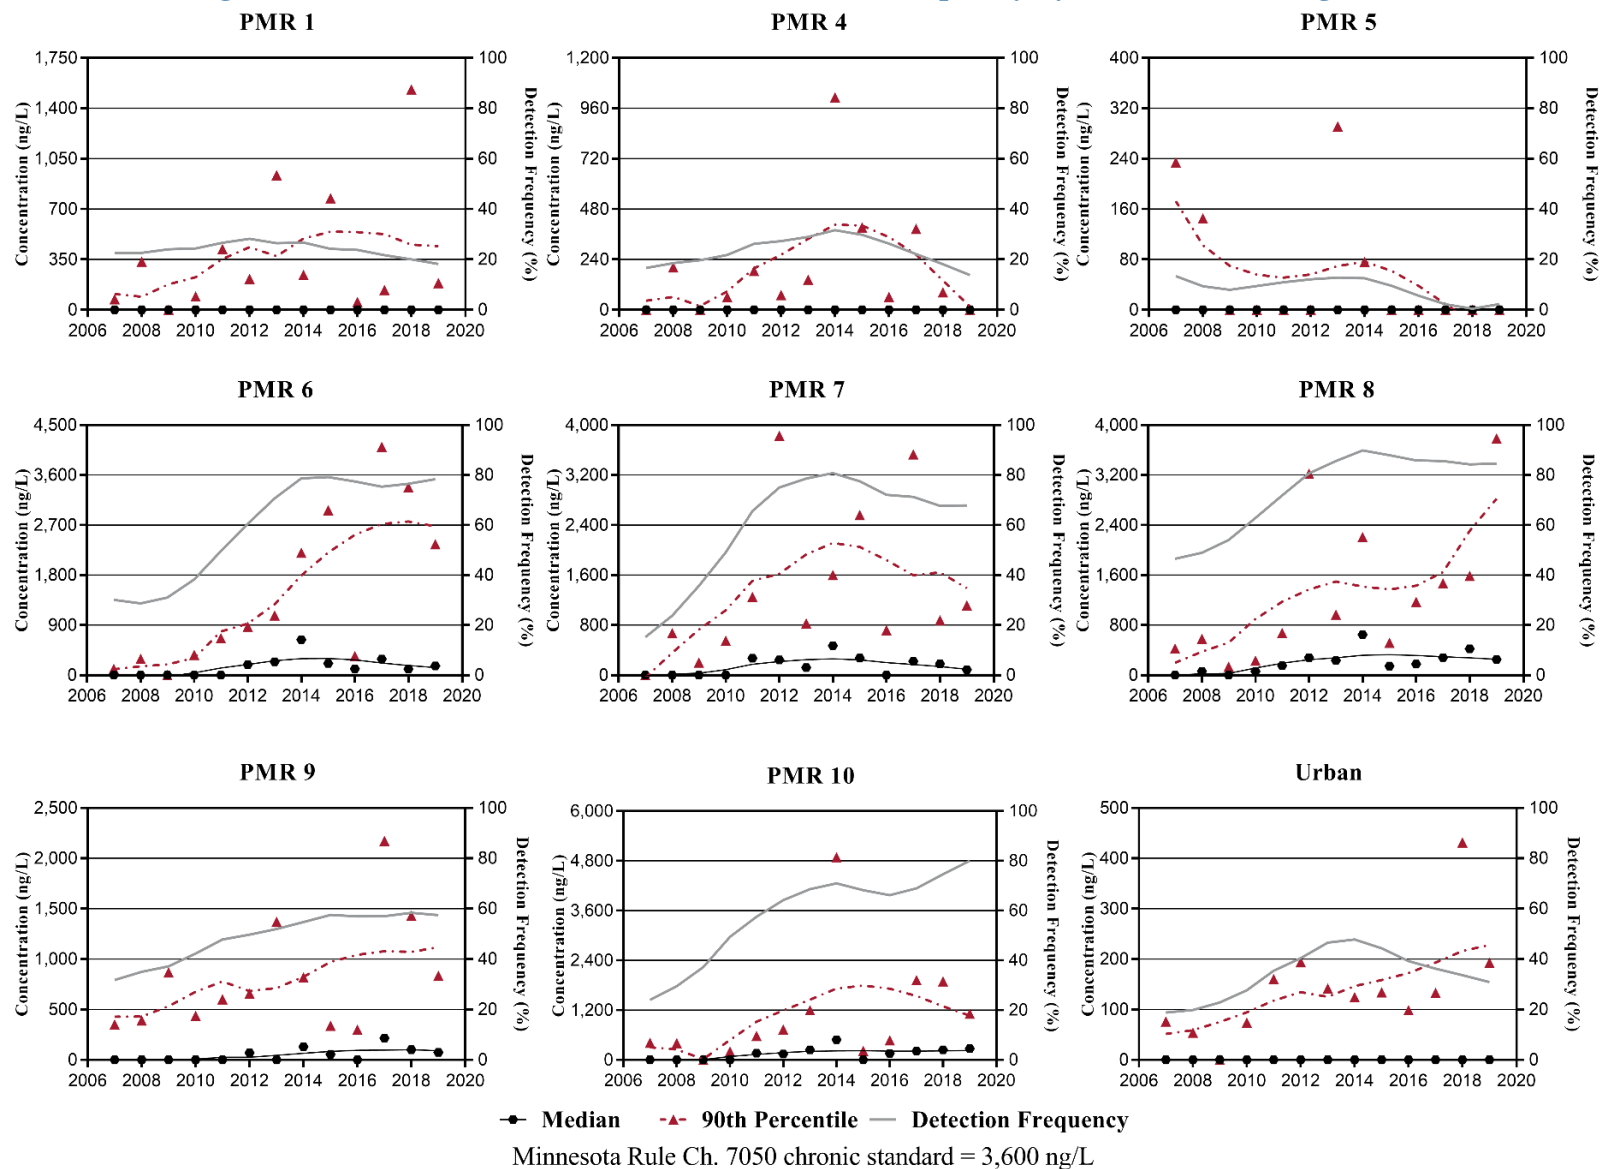 PMR 1
PMR 4
PMR 5
1,750
1,400
1,050
700
350
0
Concentration (ng/L)
100
80
60
40
20
0
Detection Frequency (%)
2006 2008 2010 2012 2014 2016 2018 2020
1,200
960
720
480
240
0
Concentration (ng/L)
100
80
60
40
20
0
Detection Frequency (%)
2006 2008 2010 2012 2014 2016 2018 2020
400
320
240
160
80
0
Concentration (ng/L)
100
80
60
40
20
0
Detection Frequency (%)
2006 2008 2010 2012 2014 2016 2018 2020
PMR 6
PMR 7
PMR 8
4,500
3,600
2,700
1,800
900
0
Concentration (ng/L)
100
80
60
40
20
0
Detection Frequency (%)
2006 2008 2010 2012 2014 2016 2018 2020
4,000
3,200
2,400
1,600
800
0
Concentration (ng/L)
100
80
60
40
20
0
Detection Frequency (%)
2006 2008 2010 2012 2014 2016 2018 2020
4,000
3,200
2,400
1,600
800
0
Concentration (ng/L)
100
80
60
40
20
0
Detection Frequency (%)
2006 2008 2010 2012 2014 2016 2018 2020
PMR 9
PMR 10
Urban
2,500
2,000
1,500
1,000
500
0
Concentration (ng/L)
100
80
60
40
20
0
Detection Frequency (%)
2006 2008 2010 2012 2014 2016 2018 2020
6,000
4,800
3,600
2,400
1,200
0
Concentration (ng/L)
100
80
60
40
20
0
Detection Frequency (%)
2006 2008 2010 2012 2014 2016 2018 2020
500
400
300
200
100
0
Concentration (ng/L)
100
80
60
40
20
0
Detection Frequency (%)
2006 2008 2010 2012 2014 2016 2018 2020
Median 90th Percentile Detection Frequency
Minnesota Rule Ch. 7050 chronic standard = 3,600 ng/L